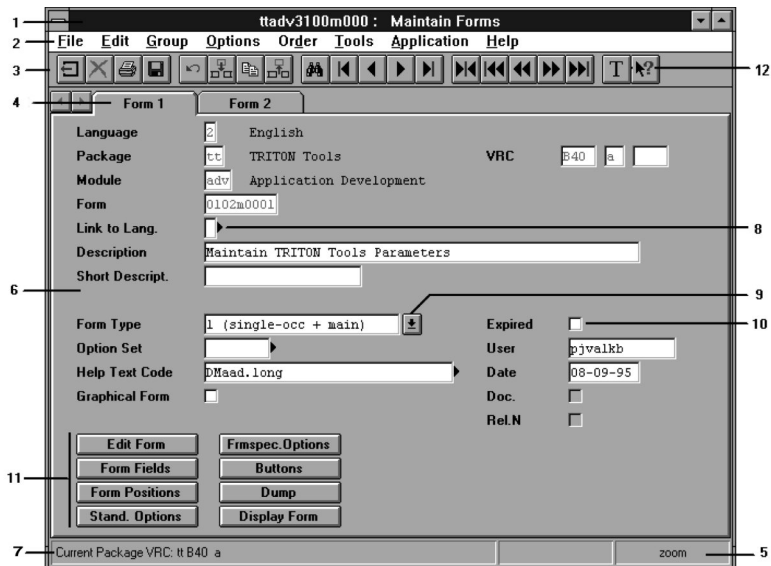 1 ttadv3100m000 : Maintain Forms
2 File Edit Group Options Order Tools Application Help
3 T ? 12
4 Form 1 Form 2
Language 2 English
Package tt TRITON Tools VRC B40 a
Module adv Application Development
Form 0102m0001
Link to Lang. 8
Description Maintain TRITON Tools Parameters
Short Descript.
6
9
Form Type 1 (single-occ + main) Expired 10
Option Set User pjvalkb
Help Text Code DMaad.long Date 08-09-95
Graphical Form Doc.
Rel.N
Edit Form Frmspec.Options
Form Fields Buttons
11
Form Positions Dump
Stand. Options Display Form
7 Current Package VRC: tt B40 a zoom 5